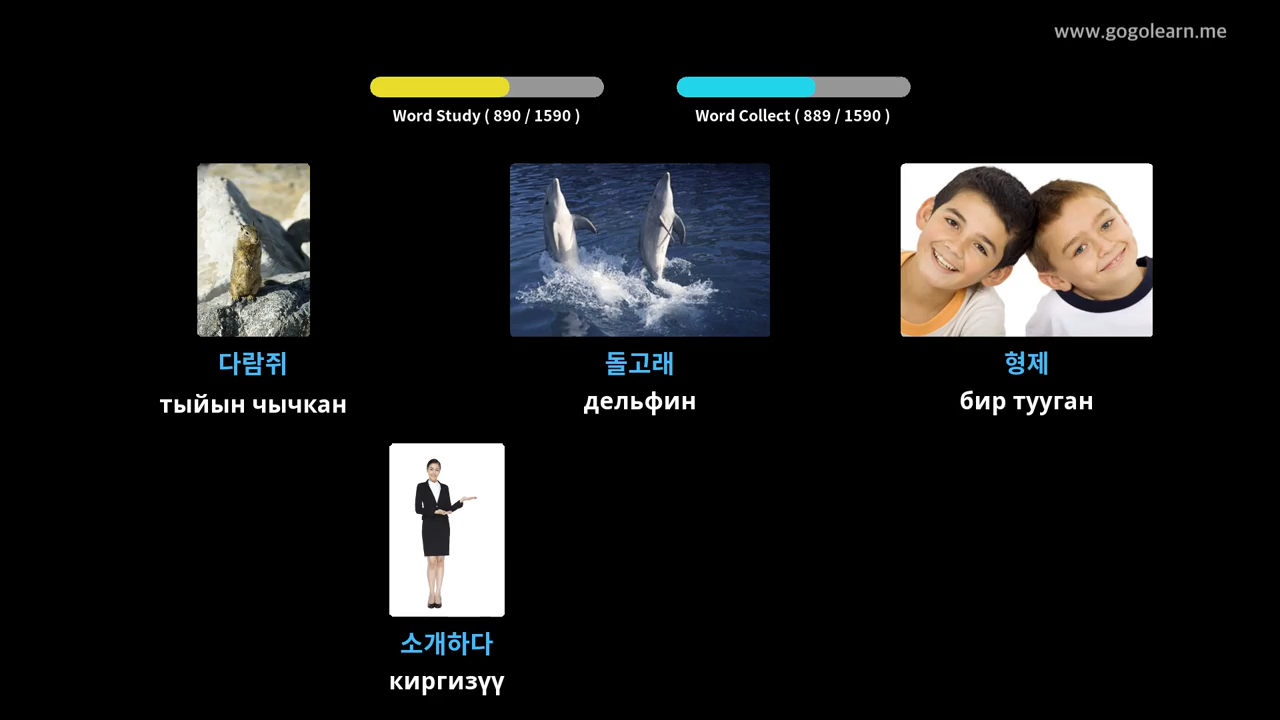 www.gogolearn.me
Word Study ( 890 / 1590 )
Word Collect ( 889 / 1590 )
다람쥐
돌고래
형제
тыйын чычкан
дельфин
бир тууган
소개하다
киргизүү